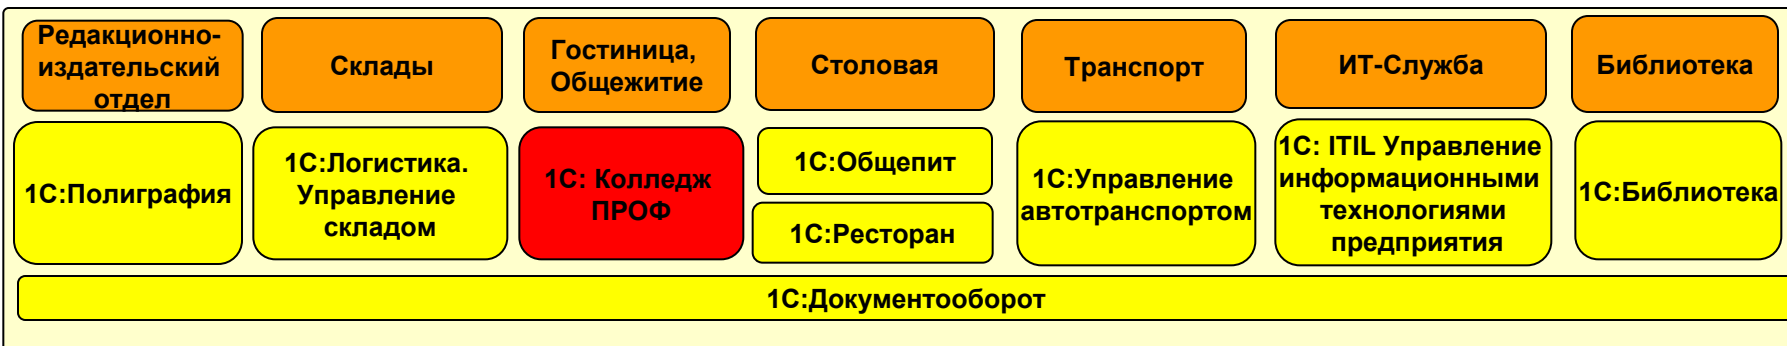 Редакционно-
издательский
отдел
Склады
Гостиница,
Общежитие
Столовая
Транспорт
ИТ-Служба
Библиотека
1С:Полиграфия
1С:Логистика.
Управление
складом
1С: Колледж
ПРОФ
1С:Общепит
1С:Ресторан
1С:Управление
автотранспортом
1С: ITIL Управление
информационными
технологиями
предприятия
1С:Библиотека
1С:Документооборот